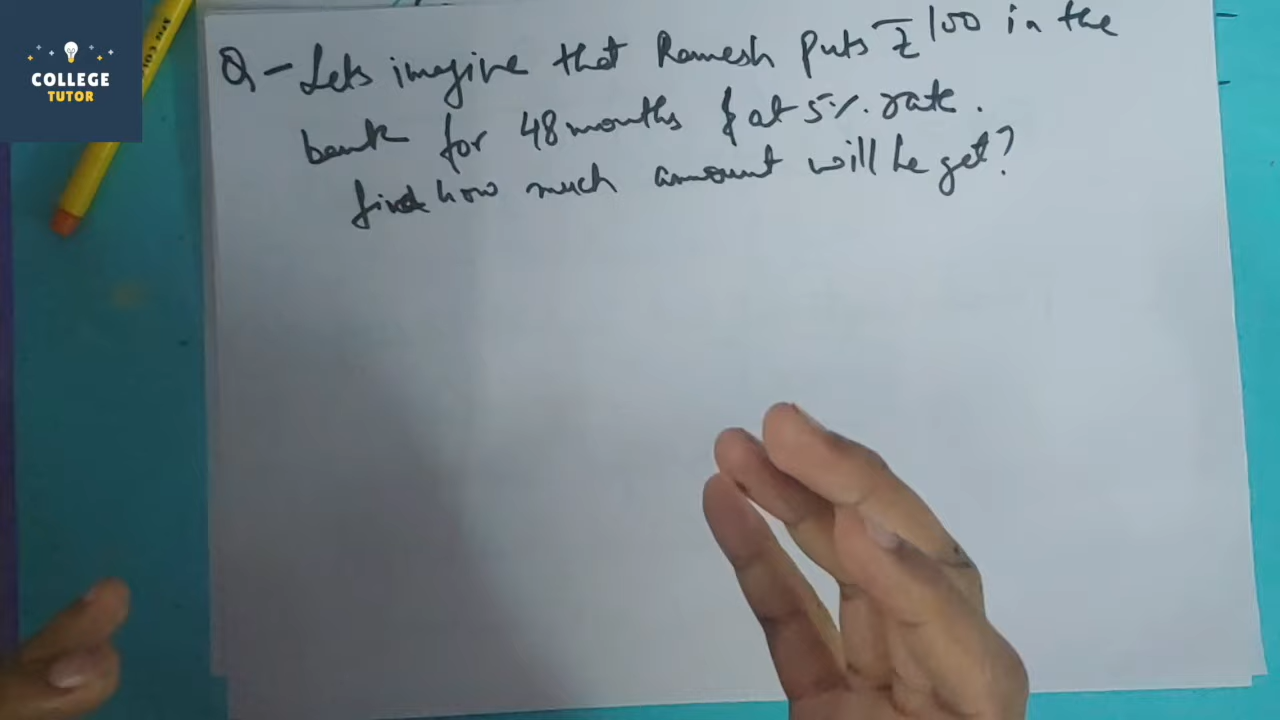 COLLEGE
TUTOR
Q - Lets imagine that Ramesh puts ₹100 in the
bank for 48 months & at 5% rate.
find how much amount will he get?